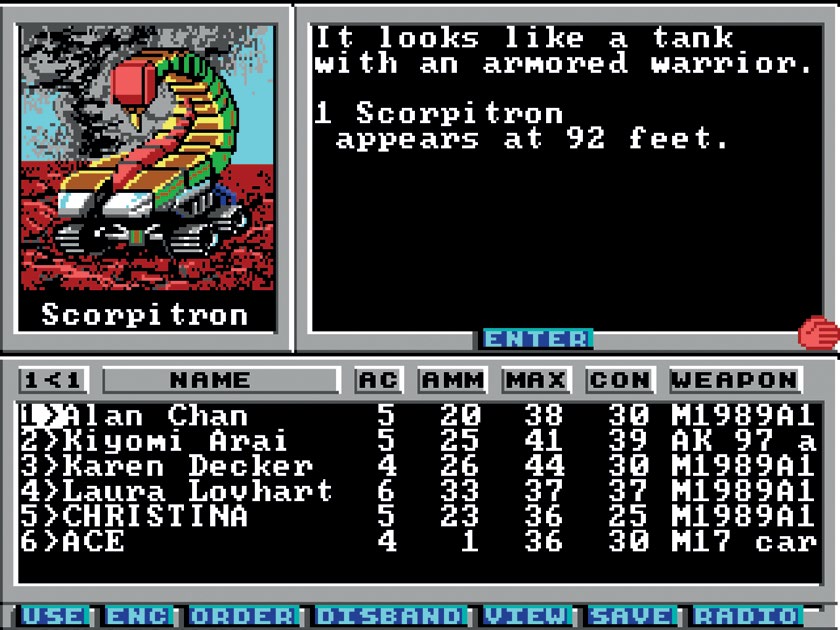 It looks like a tank
with an armored warrior.
1 Scorpitron
appears at 92 feet.
Scorpitron
ENTER
1<1 NAME AC AMM MAX CON WEAPON
1>Alan Chan 5 20 38 30 M1989A1
2>Kiyomi Arai 5 25 41 39 AK 97 a
3>Karen Decker 4 26 44 30 M1989A1
4>Laura Lovhart 6 33 37 37 M1989A1
5>CHRISTINA 5 23 36 25 M1989A1
6>ACE 4 1 36 30 M17 car
USE ENC ORDER DISBAND VIEW SAVE RADIO